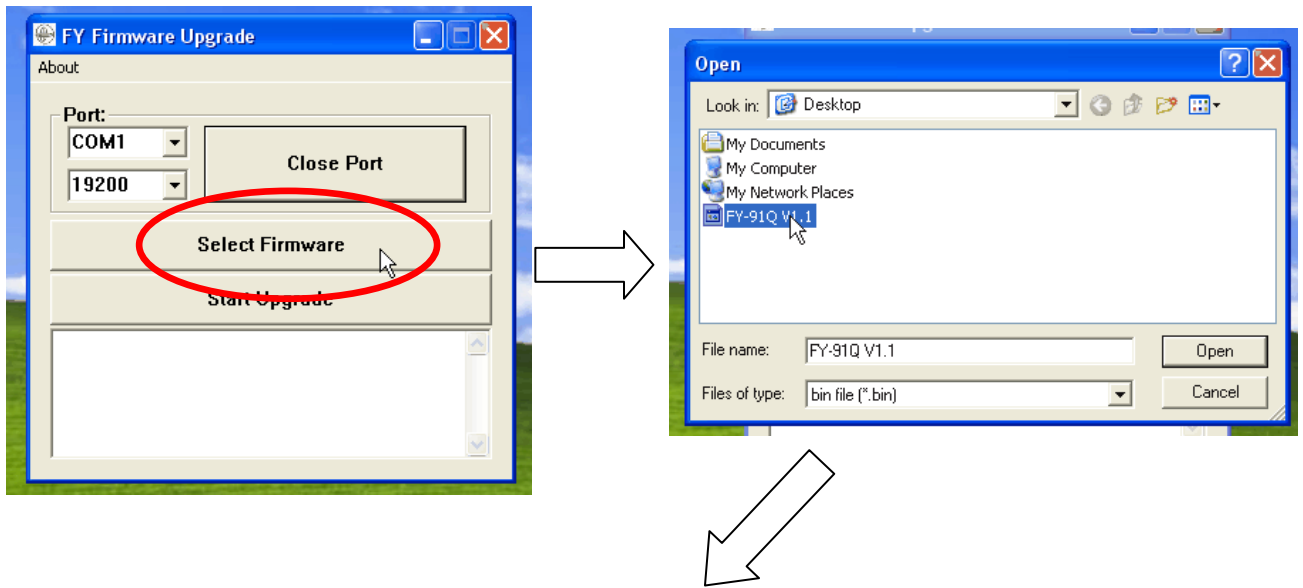 FY Firmware Upgrade
About
Port:
COM1
Close Port
19200
Select Firmware
Start Upgrade
Open
Look in: Desktop
My Documents
My Computer
My Network Places
FY-91Q V1.1
File name: FY-91Q V1.1
Open
Files of type: bin file (*.bin)
Cancel